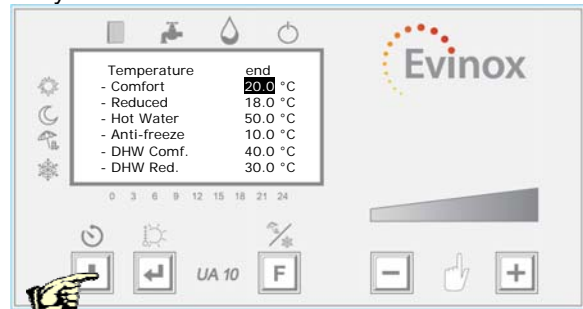 Evinox
Temperature end
- Comfort 20.0 °C
- Reduced 18.0 °C
- Hot Water 50.0 °C
- Anti-freeze 10.0 °C
- DHW Comf. 40.0 °C
- DHW Red. 30.0 °C
0 3 6 9 12 15 18 21 24
UA 10 F − +